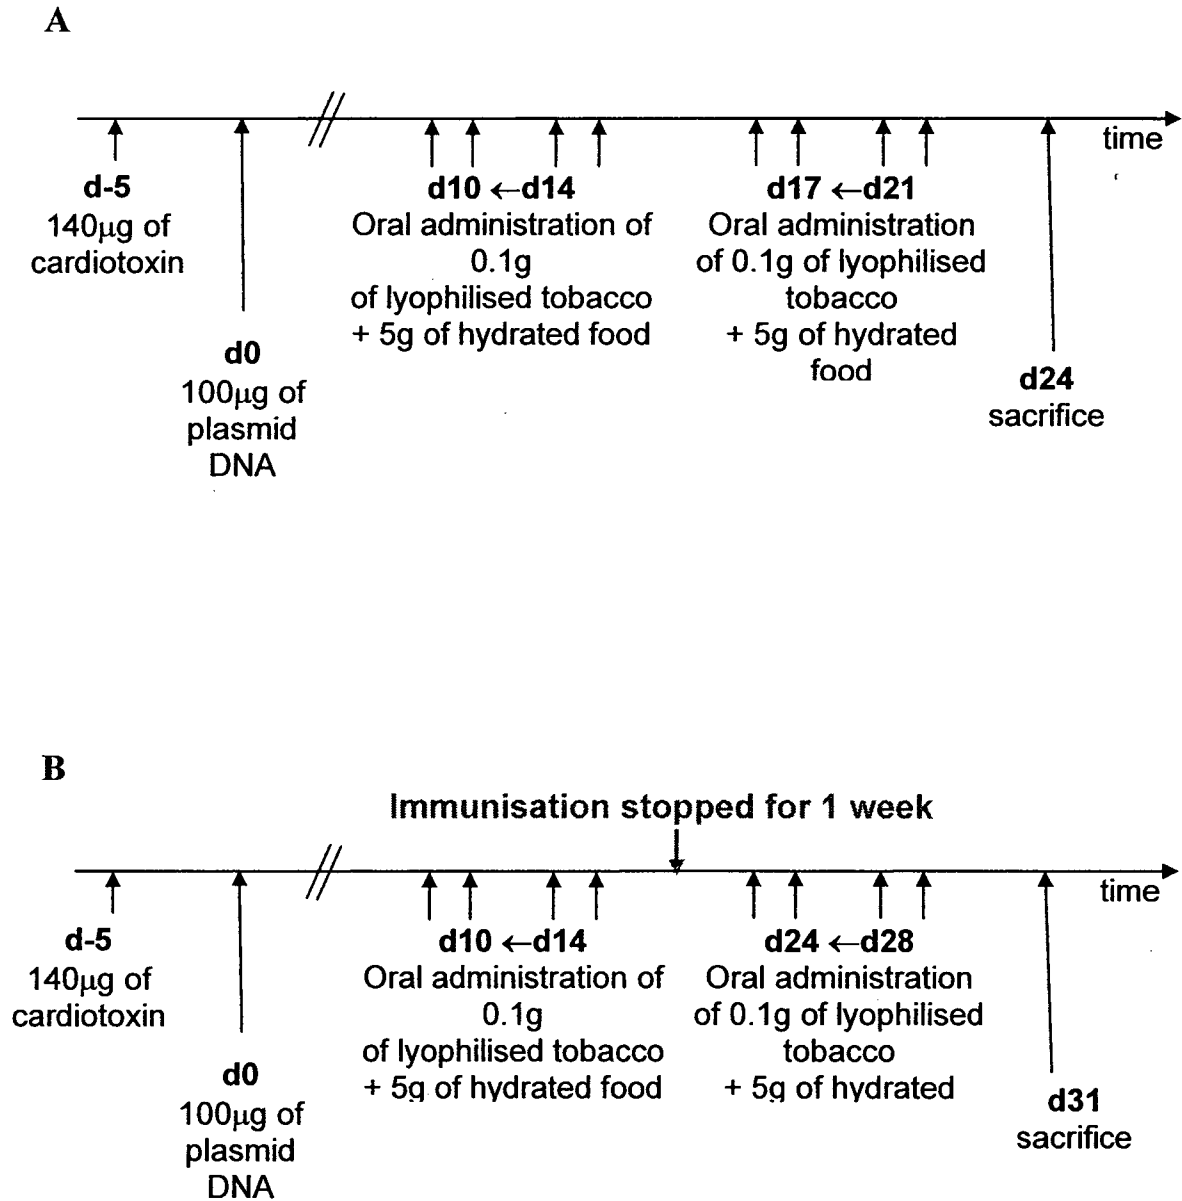 A
time
d-5
140μg of
cardiotoxin
d0
100μg of
plasmid
DNA
d10 ←d14
Oral administration of
0.1g
of lyophilised tobacco
+ 5g of hydrated food
d17 ←d21
Oral administration
of 0.1g of lyophilised
tobacco
+ 5g of hydrated
food
d24
sacrifice
B
Immunisation stopped for 1 week
time
d-5
140μg of
cardiotoxin
d0
100μg of
plasmid
DNA
d10 ←d14
Oral administration of
0.1g
of lyophilised tobacco
+ 5g of hydrated food
d24 ←d28
Oral administration
of 0.1g of lyophilised
tobacco
+ 5g of hydrated
d31
sacrifice